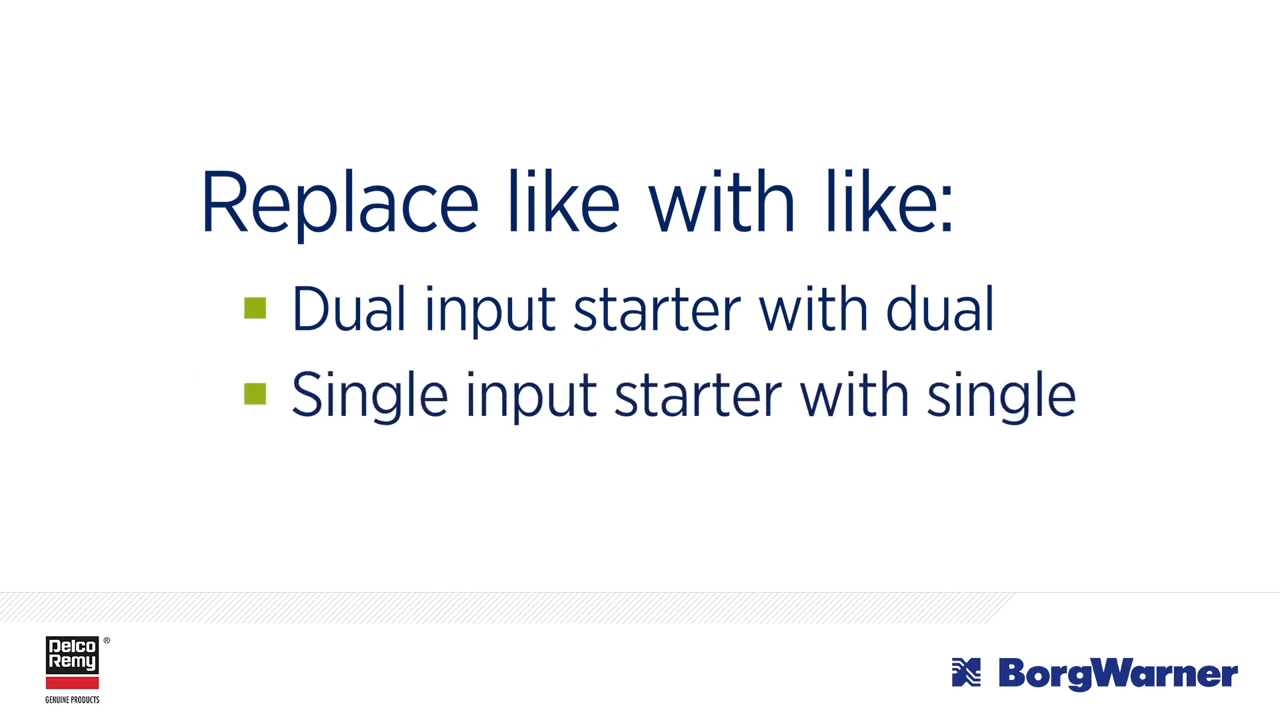 Replace like with like:
Dual input starter with dual
Single input starter with single
Delco
Remy
®
GENUINE PRODUCTS
BorgWarner